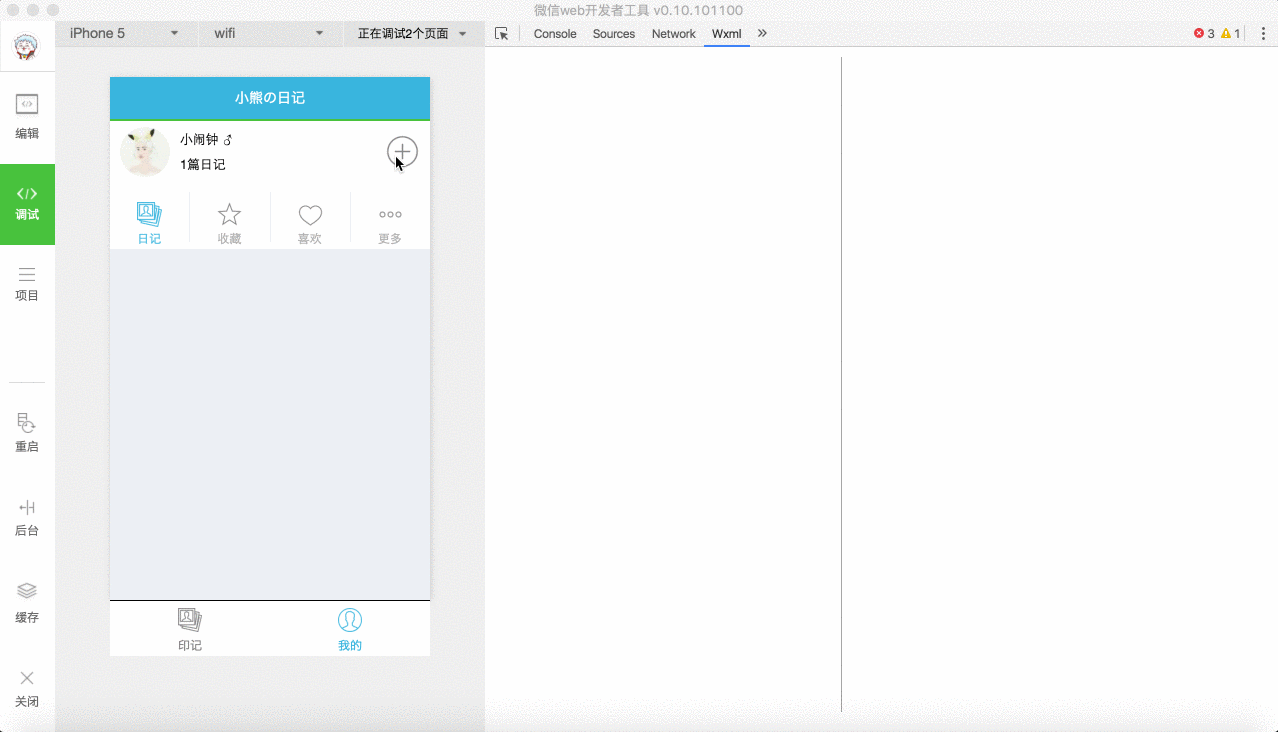 微信web开发者工具 v0.10.101100
iPhone 5
wifi
正在调试2个页面
Console
Sources
Network
Wxml
3
1
编辑
调试
项目
重启
后台
缓存
关闭
小熊の日记
小闹钟 ♂
1篇日记
日记
收藏
喜欢
更多
印记
我的